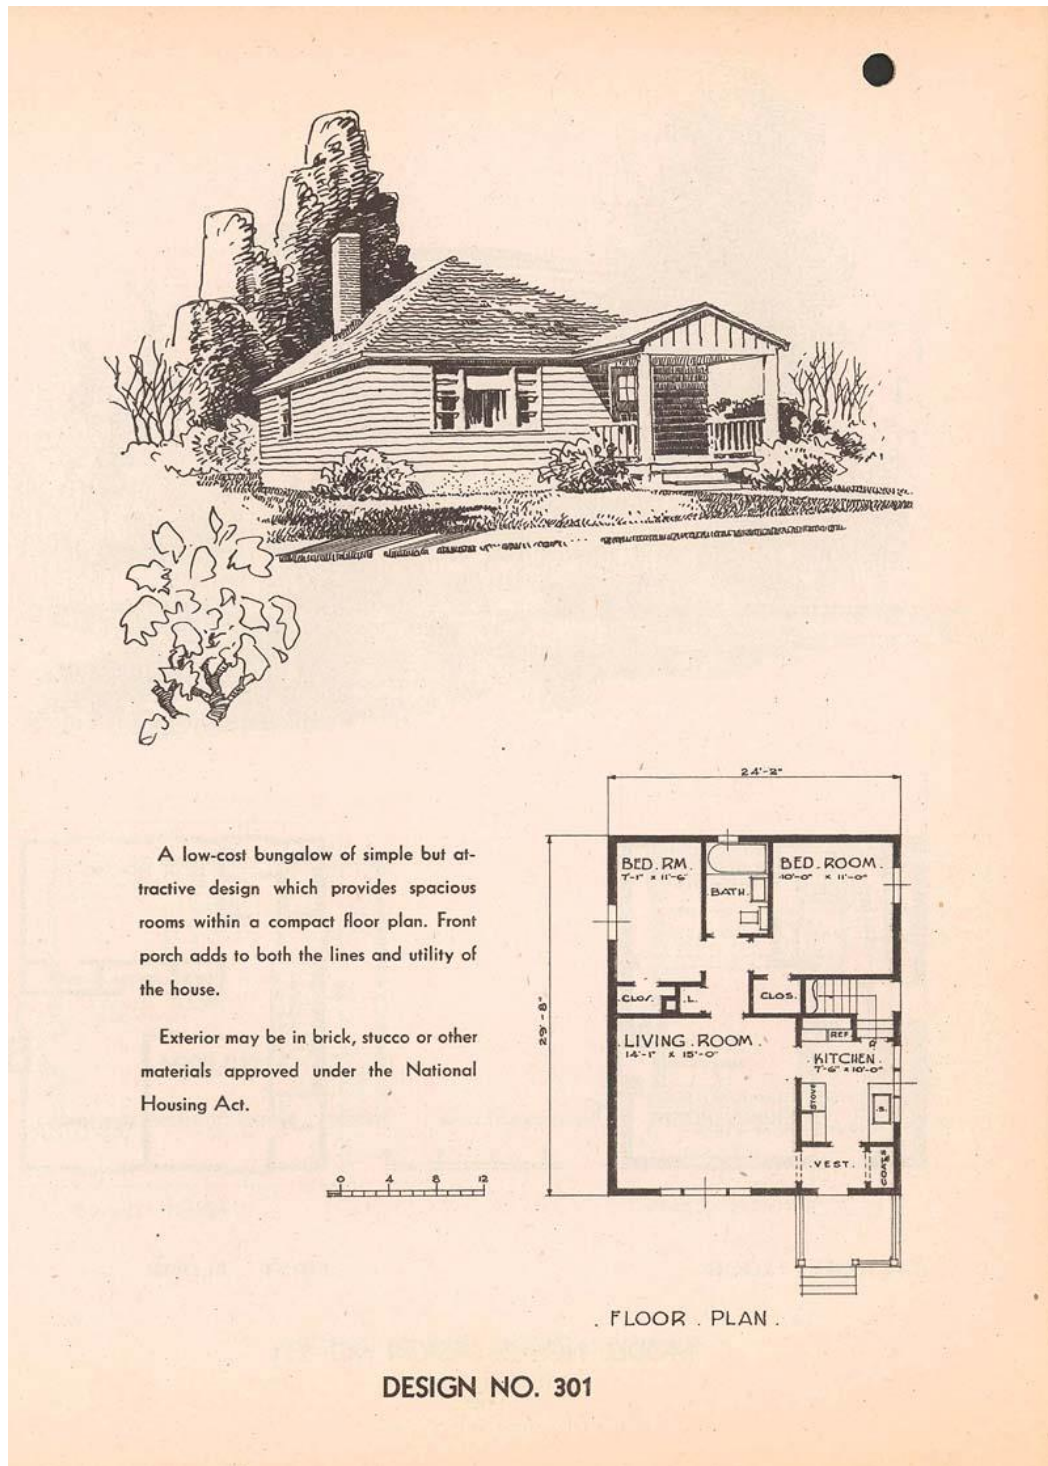 A low-cost bungalow of simple but at-
tractive design which provides spacious
rooms within a compact floor plan. Front
porch adds to both the lines and utility of
the house.
Exterior may be in brick, stucco or other
materials approved under the National
Housing Act.
0 4 8 12
24'-2"
29'-8"
BED. RM.
7'-1" x 11'-6"
BATH.
BED. ROOM.
10'-0" x 11'-0"
CLOS.
L.
CLOS.
LIVING. ROOM.
14'-1" x 15'-0"
REF.
KITCHEN.
7'-6" x 10'-0"
STOVE
S
VEST.
COATS
. FLOOR . PLAN .
DESIGN NO. 301